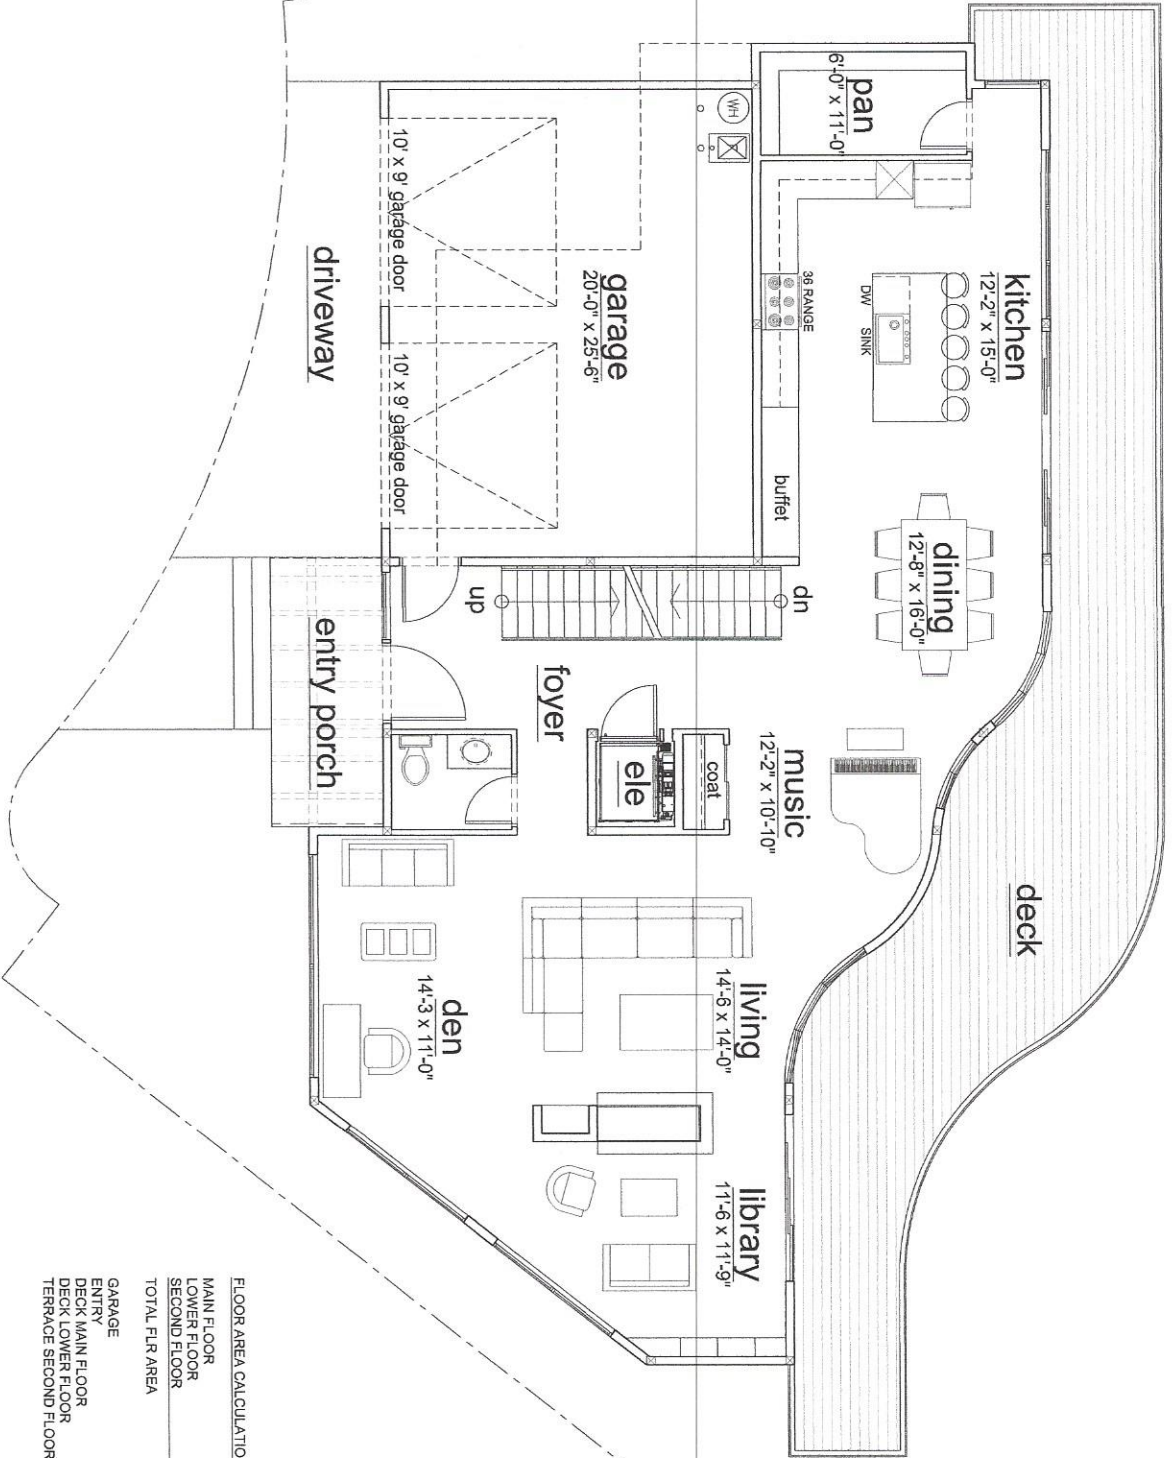 pan
6'-0" x 11'-0"
WH
kitchen
12'-2" x 15'-0"
36 RANGE
DW
SINK
buffet
dining
12'-8" x 16'-0"
garage
20'-0" x 25'-6"
10' x 9' garage door
10' x 9' garage door
driveway
dn
up
entry porch
foyer
ele
coat
music
12'-2" x 10'-10"
deck
living
14'-6 x 14'-0"
den
14'-3 x 11'-0"
library
11'-6 x 11'-9"
FLOOR AREA CALCULATIO
MAIN FLOOR
LOWER FLOOR
SECOND FLOOR
TOTAL FLR AREA
GARAGE
ENTRY
DECK MAIN FLOOR
DECK LOWER FLOOR
TERRACE SECOND FLOOR